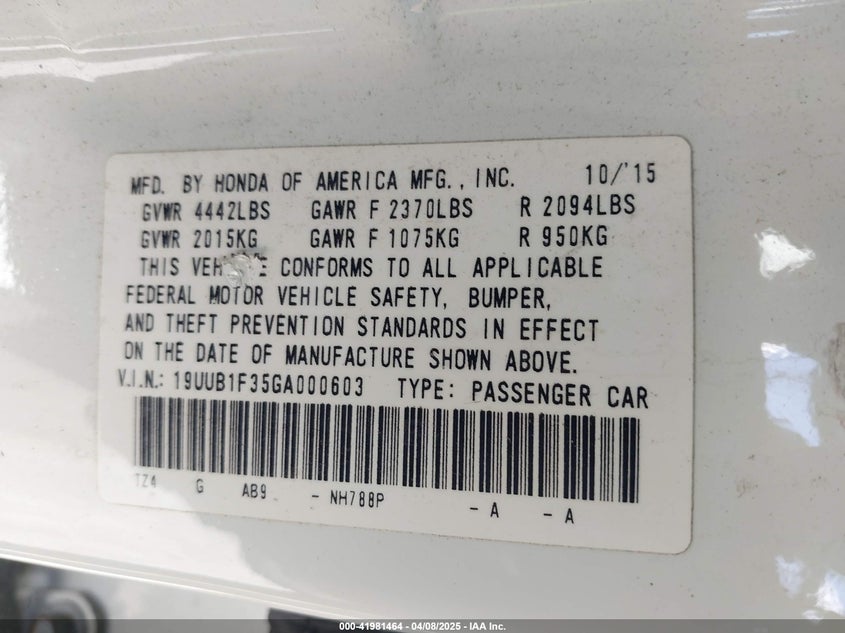 MFD. BY HONDA OF AMERICA MFG., INC. 10/'15
GVWR 4442LBS GAWR F 2370LBS R 2094LBS
GVWR 2015KG GAWR F 1075KG R 950KG
THIS VEHICLE CONFORMS TO ALL APPLICABLE
FEDERAL MOTOR VEHICLE SAFETY, BUMPER,
AND THEFT PREVENTION STANDARDS IN EFFECT
ON THE DATE OF MANUFACTURE SHOWN ABOVE.
V.I.N.: 19UUB1F35GA000603 TYPE: PASSENGER CAR
TZ4 G AB9 - NH788P - A - A
000-41981464 - 04/08/2025 - IAA Inc.